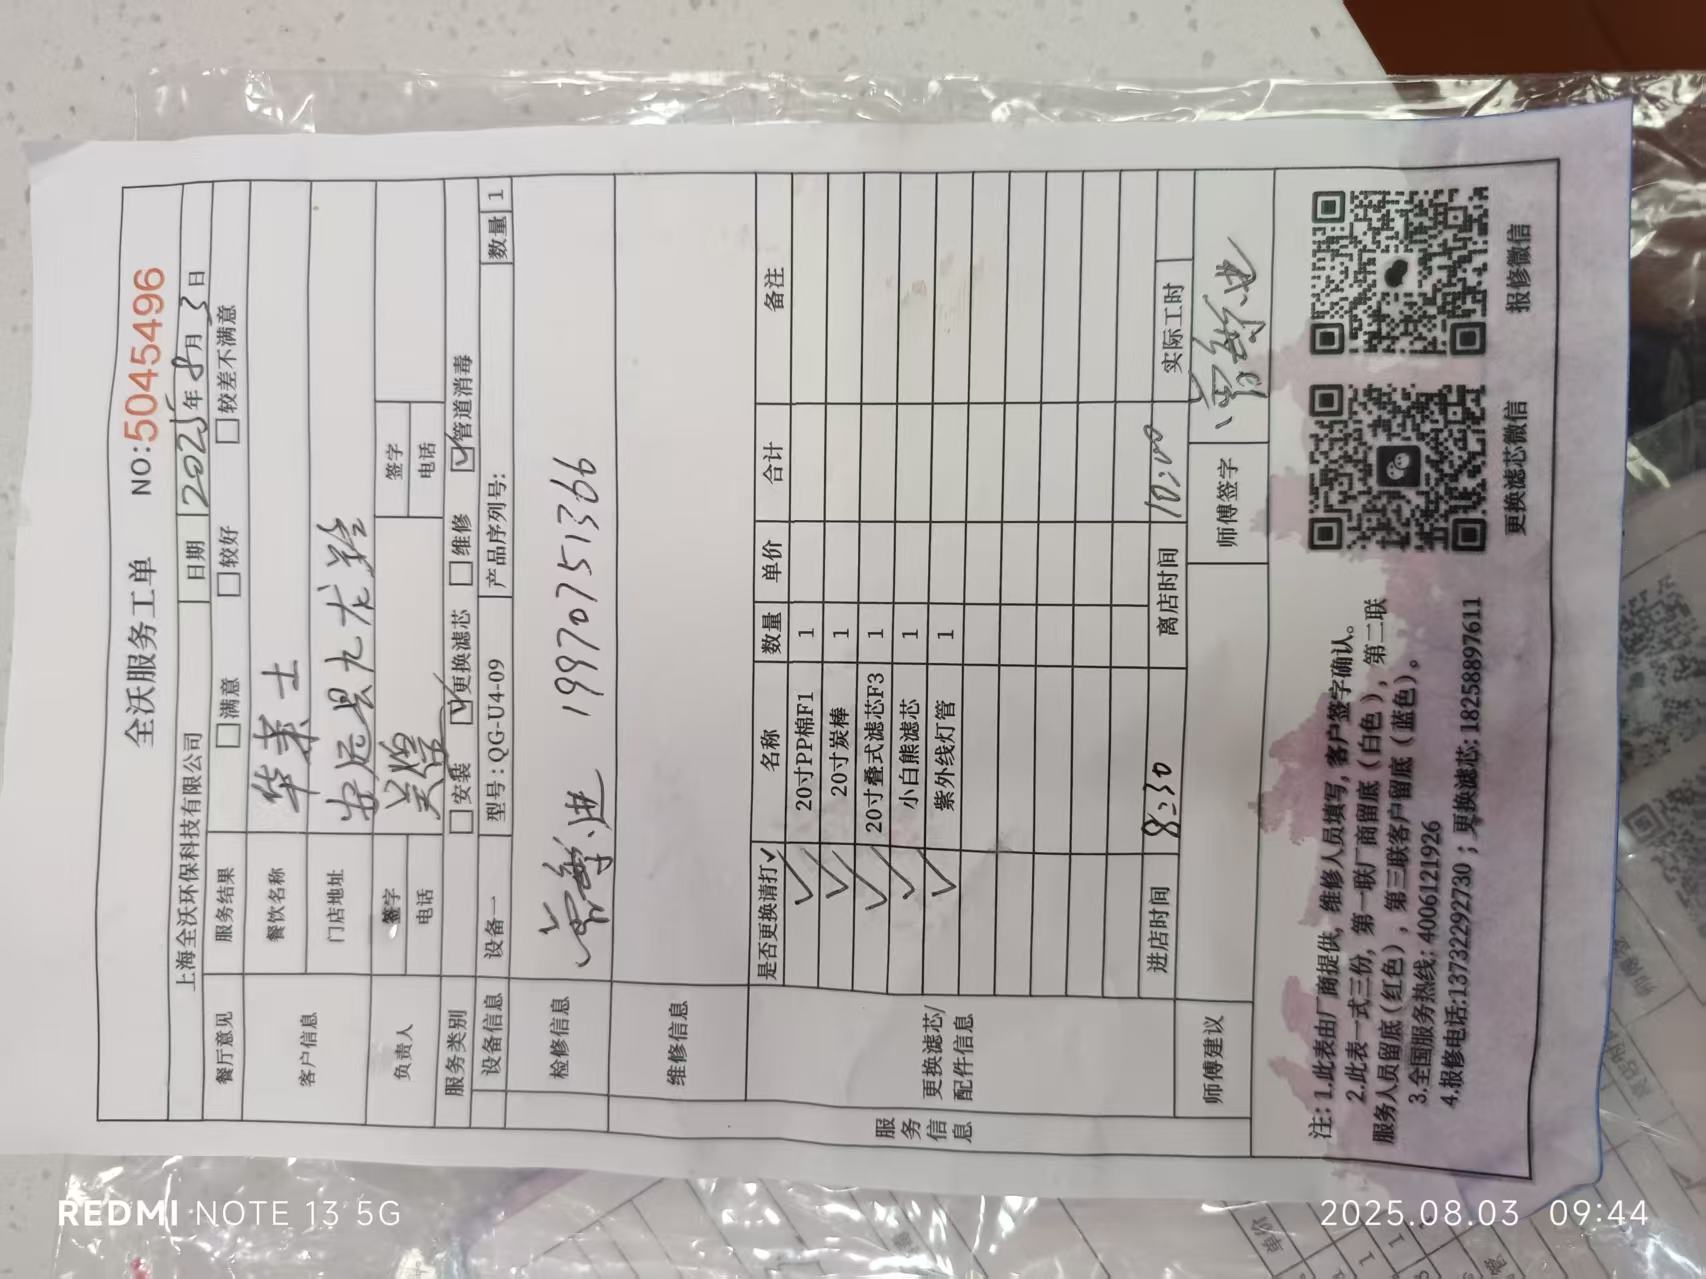 全沃服务工单 NO:5045496
上海全沃环保科技有限公司 日期 2025年8月3日
餐厅意见 服务结果 □满意 □较好 □较差不满意
客户信息 餐饮名称 华莱士
门店地址 安远县九龙
负责人 签字 签字
电话 电话
服务类别 □安装 ☑更换滤芯 □维修 ☑管道消毒
设备信息 设备一 型号:QG-U4-09 产品序列号: 数量 1
检修信息 19970751366
维修信息
服务信息
更换滤芯/配件信息
是否更换请打✓ 名称 数量 单价 合计 备注
✓ 20寸PP棉F1 1
✓ 20寸炭棒 1
✓ 20寸叠式滤芯F3 1
✓ 小白熊滤芯 1
✓ 紫外线灯管 1
进店时间 8:30 离店时间 10:00 实际工时
师傅建议 师傅签字
注: 1.此表由厂商提供, 维修人员填写, 客户签字确认。
2.此表一式三份, 第一联厂商留底(白色), 第二联
服务人员留底(红色), 第三联客户留底(蓝色)。
3.全国服务热线: 4006121926
4.报修电话:13732292730 ; 更换滤芯: 18258897611
更换滤芯微信 报修微信
REDMI NOTE 13 5G
2025.08.03 09:44